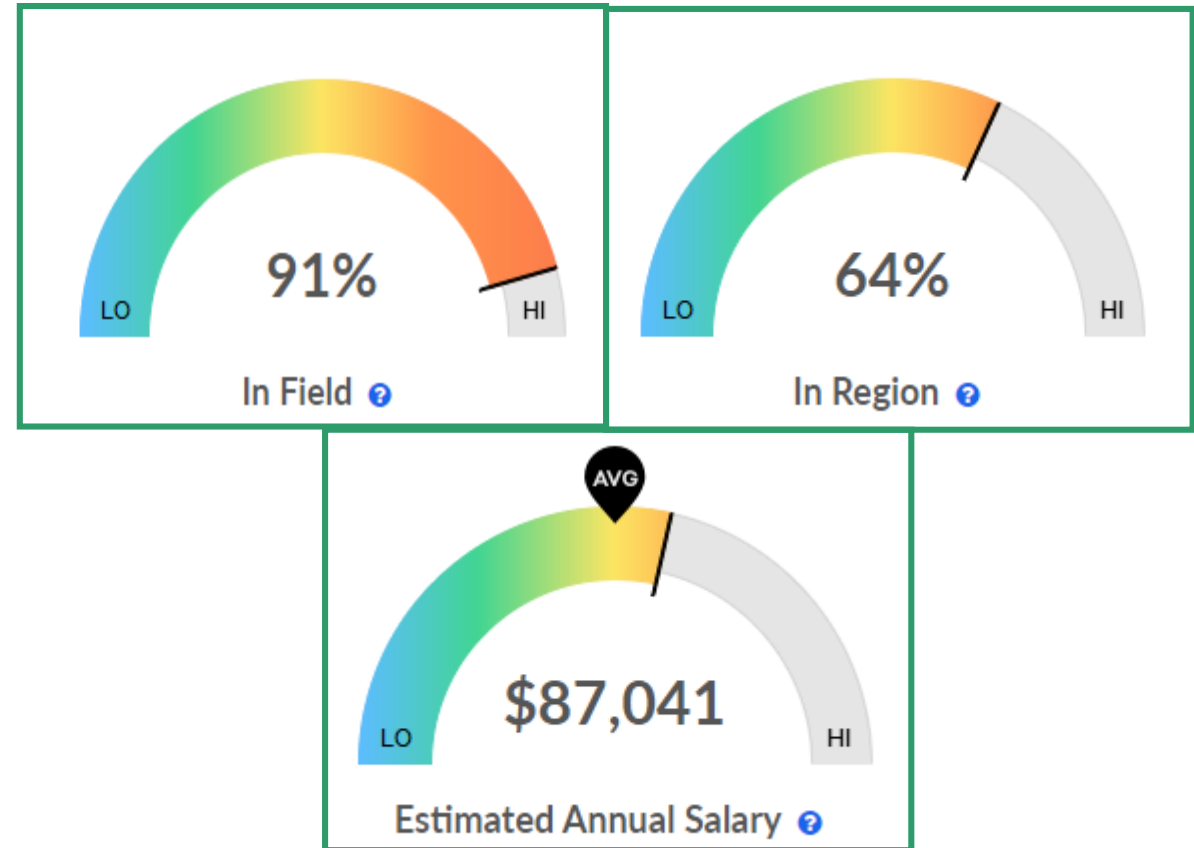 91%
LO
HI
In Field ?
64%
LO
HI
In Region ?
AVG
$87,041
LO
HI
Estimated Annual Salary ?